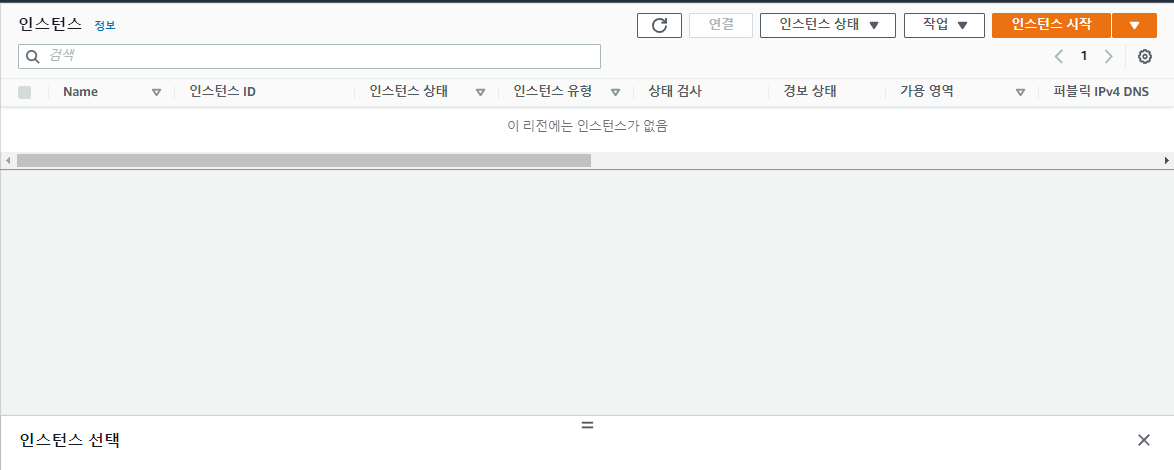 인스턴스 정보 연결 인스턴스 상태 작업 인스턴스 시작
검색 1
Name 인스턴스 ID 인스턴스 상태 인스턴스 유형 상태 검사 경보 상태 가용 영역 퍼블릭 IPv4 DNS
이 리전에는 인스턴스가 없음
인스턴스 선택